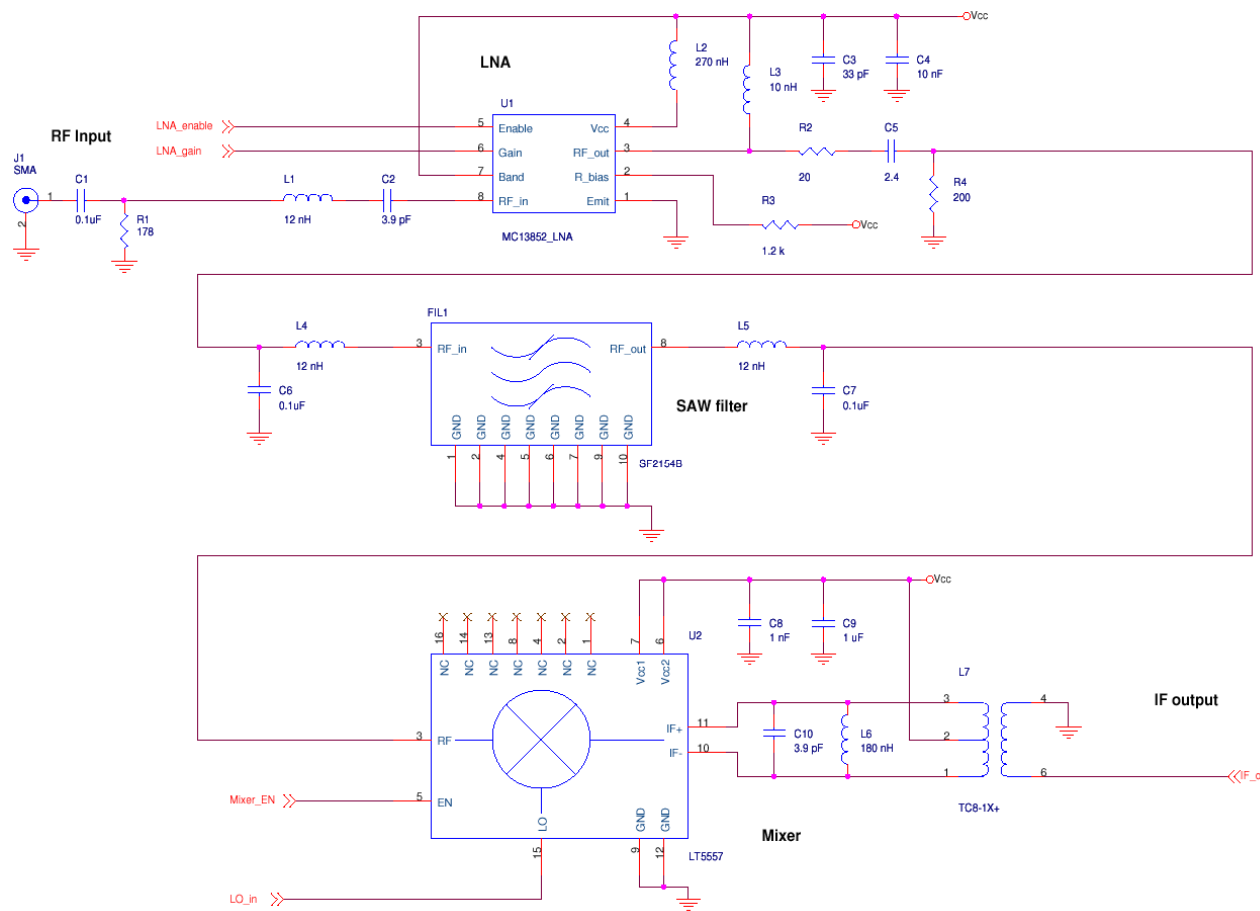 Vcc
LNA
L2
270 nH
L3
10 nH
C3
33 pF
C4
10 nF
RF Input
LNA_enable
LNA_gain
U1
5
Enable
Vcc
4
6
Gain
RF_out
3
7
Band
R_bias
2
8
RF_in
Emit
1
MC13852_LNA
R2
20
C5
2.4
R4
200
R3
1.2 k
Vcc
J1
SMA
1
2
C1
0.1uF
R1
178
L1
12 nH
C2
3.9 pF
FIL1
L4
12 nH
3
RF_in
RF_out
8
L5
12 nH
C6
0.1uF
C7
0.1uF
SAW filter
GND GND GND GND GND GND GND GND
1 2 4 5 6 7 9 10
SF2154B
Vcc
16 14 13 8 4 2 1
NC NC NC NC NC NC NC
7 6
Vcc1 Vcc2
U2
C8
1 nF
C9
1 uF
L7
IF output
3
RF
IF+
11
IF-
10
C10
3.9 pF
L6
180 nH
3
2
1
4
6
IF_o
TC8-1X+
Mixer_EN
5
EN
LO
15
GND GND
9 12
Mixer
LT5557
LO_in